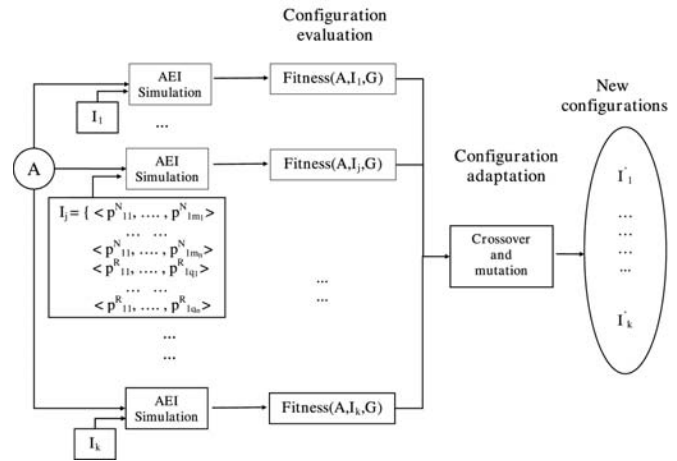 Configuration
evaluation
AEI
Simulation
Fitness(A,I₁,G)
I₁
...
New
configurations
A
AEI
Simulation
Fitness(A,Iⱼ,G)
Configuration
adaptation
Iⱼ = { < pᴺ₁₁, .... , pᴺ₁ₘ₁ >
... ...
< pᴺ₁₁, .... , pᴺ₁ₘₙ >
< pᴿ₁₁, .... , pᴿ₁q₁ >
... ...
< pᴿ₁₁, .... , pᴿ₁qₙ >
...
...
...
...
Crossover
and
mutation
I'₁
...  ...
...  ...
...  ...
I'ₖ
AEI
Simulation
Fitness(A,Iₖ,G)
Iₖ